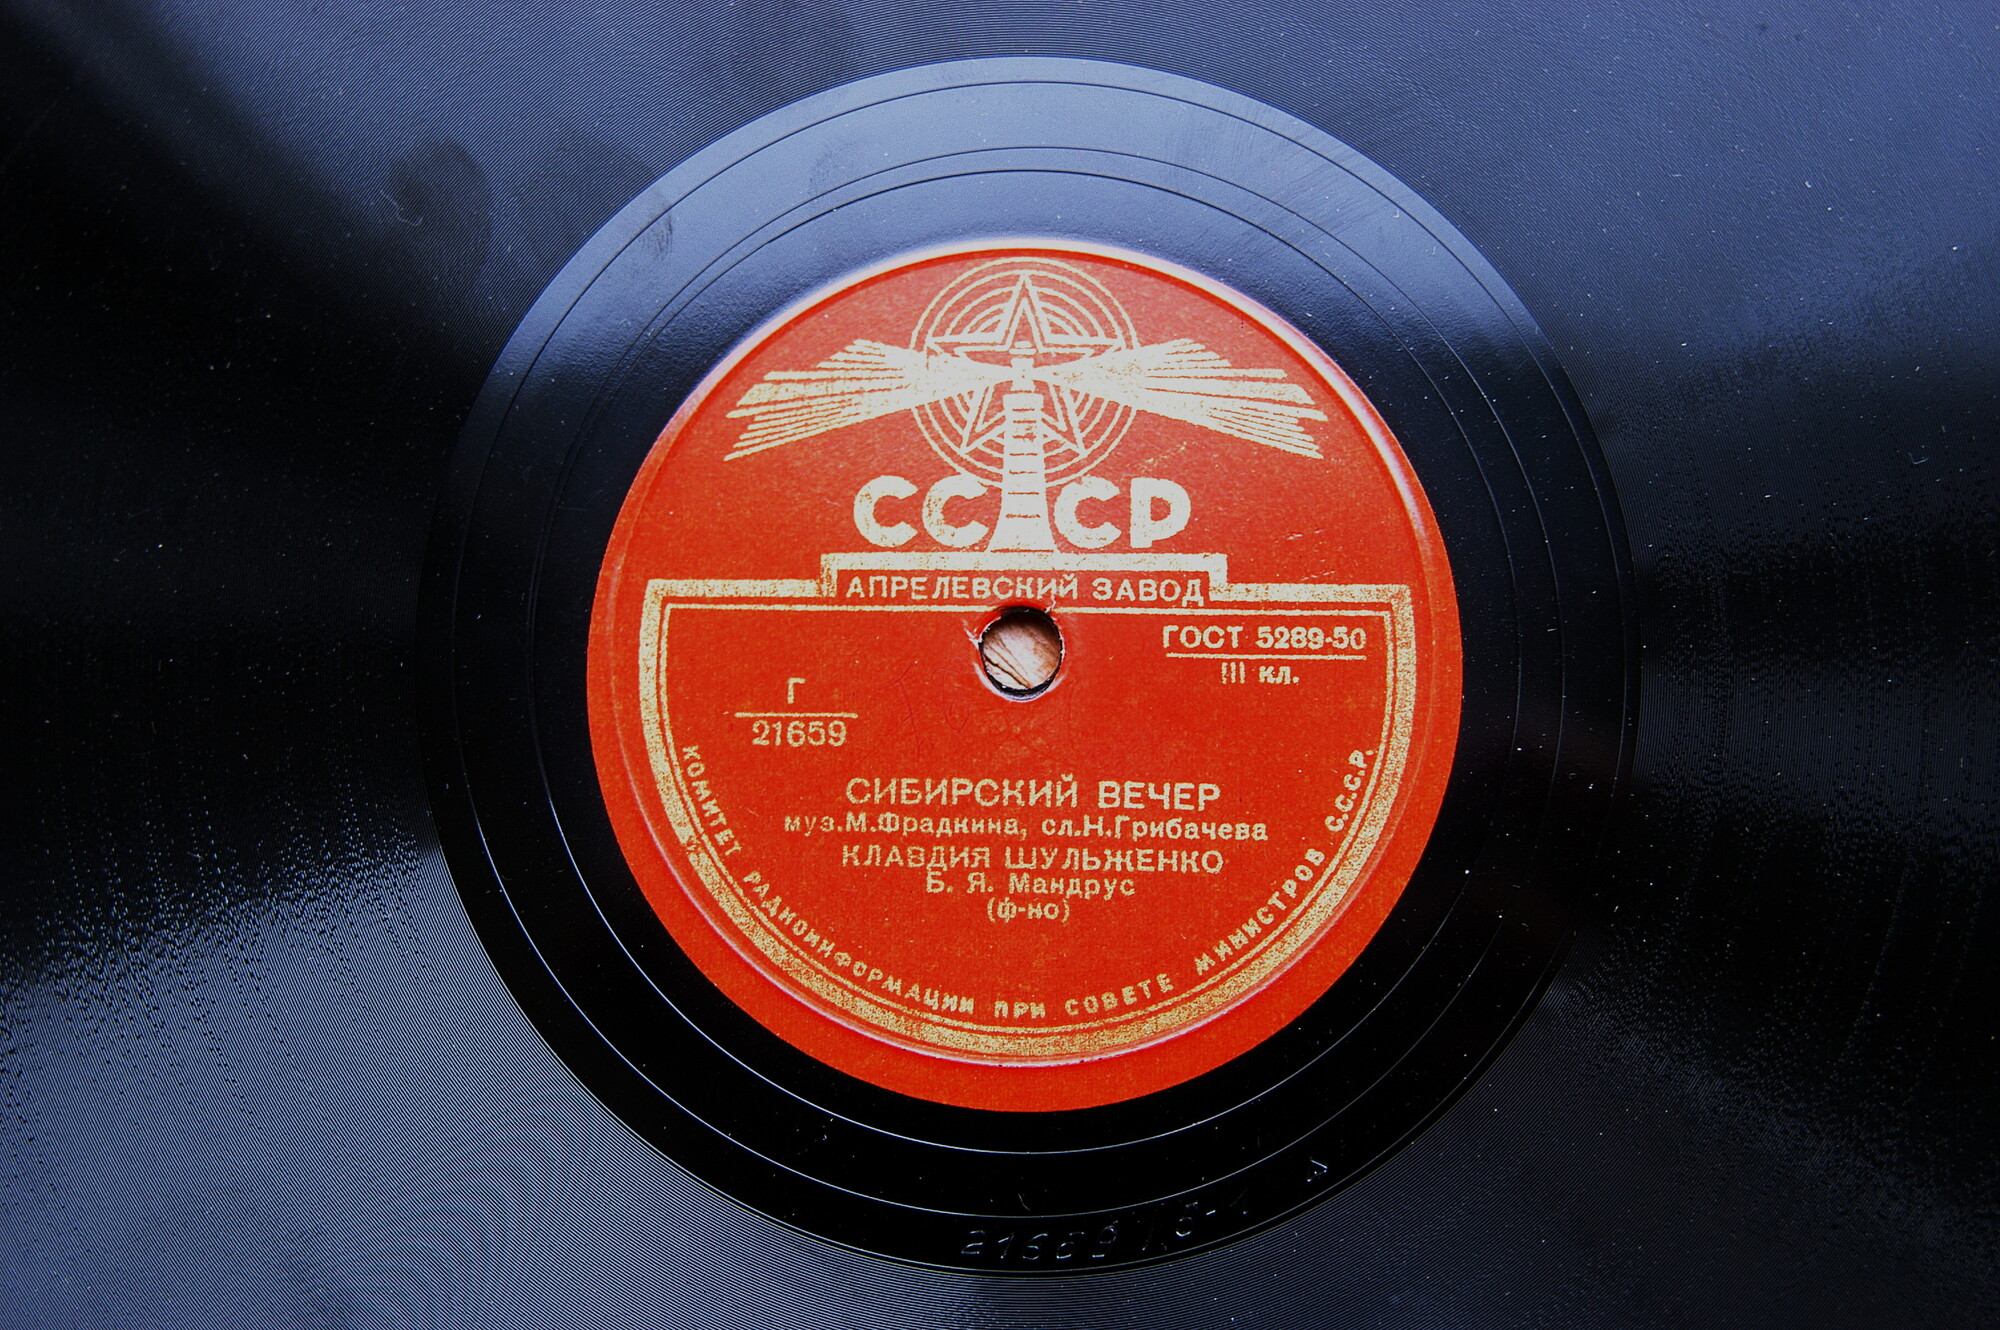 СССР
АПРЕЛЕВСКИЙ ЗАВОД
ГОСТ 5289-50
III кл.
Г
21659
СИБИРСКИЙ ВЕЧЕР
муз.М.Фрадкина, сл.Н.Грибачева
КЛАВДИЯ ШУЛЬЖЕНКО
Б. Я. Мандрус
(ф-но)
КОМИТЕТ РАДИОИНФОРМАЦИИ ПРИ СОВЕТЕ МИНИСТРОВ С.С.С.Р.